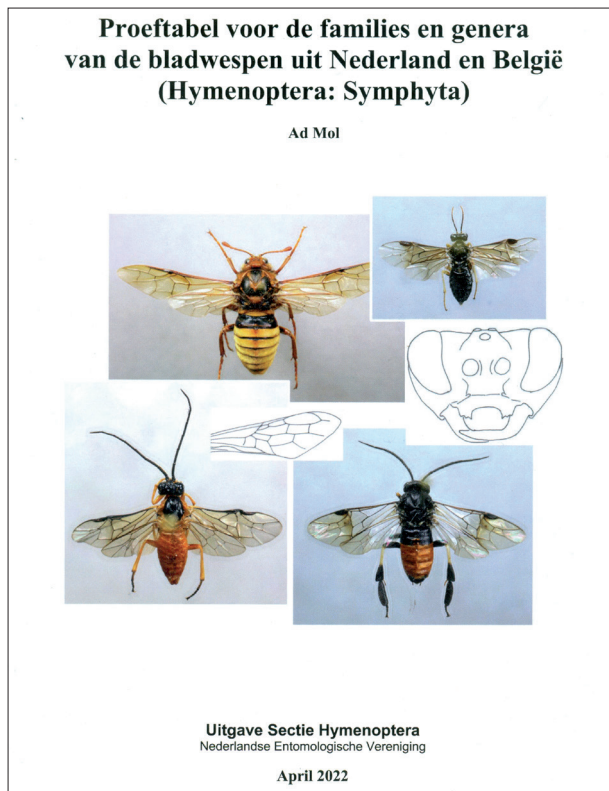 Proeftabel voor de families en genera
van de bladwespen uit Nederland en België
(Hymenoptera: Symphyta)
Ad Mol
Uitgave Sectie Hymenoptera
Nederlandse Entomologische Vereniging
April 2022